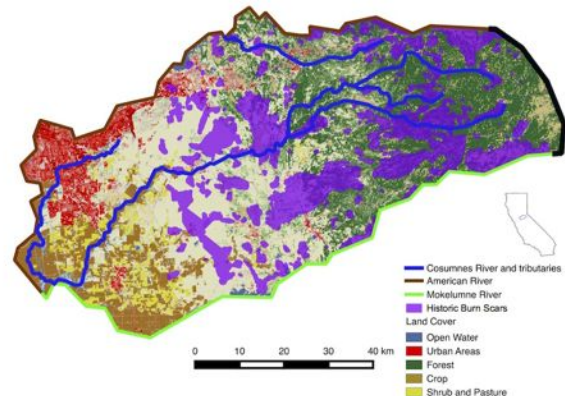 Cosumnes River and tributaries
American River
Mokelumne River
Historic Burn Scars
Land Cover
Open Water
Urban Areas
Forest
Crop
Shrub and Pasture
0 10 20 30 40 km